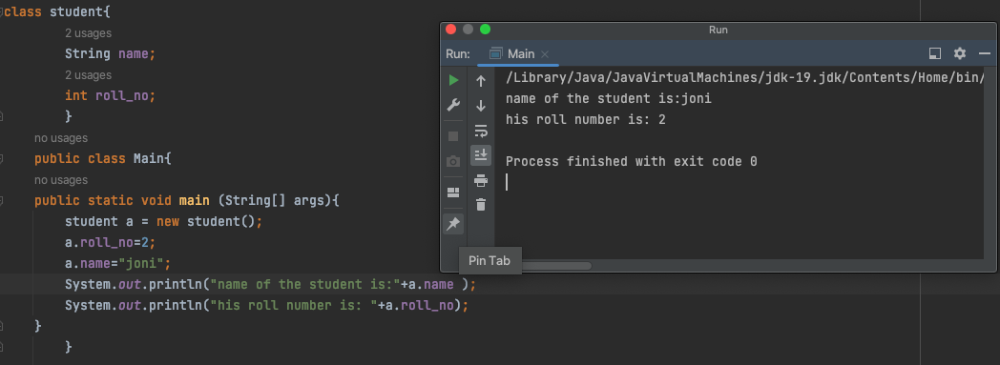 class student{
2 usages
String name;
2 usages
int roll_no;
}
no usages
public class Main{
no usages
public static void main (String[] args){
student a = new student();
a.roll_no=2;
a.name="joni";
System.out.println("name of the student is:"+a.name );
System.out.println("his roll number is: "+a.roll_no);
}
}
Run
Run: Main
/Library/Java/JavaVirtualMachines/jdk-19.jdk/Contents/Home/bin/
name of the student is:joni
his roll number is: 2
Process finished with exit code 0
Pin Tab